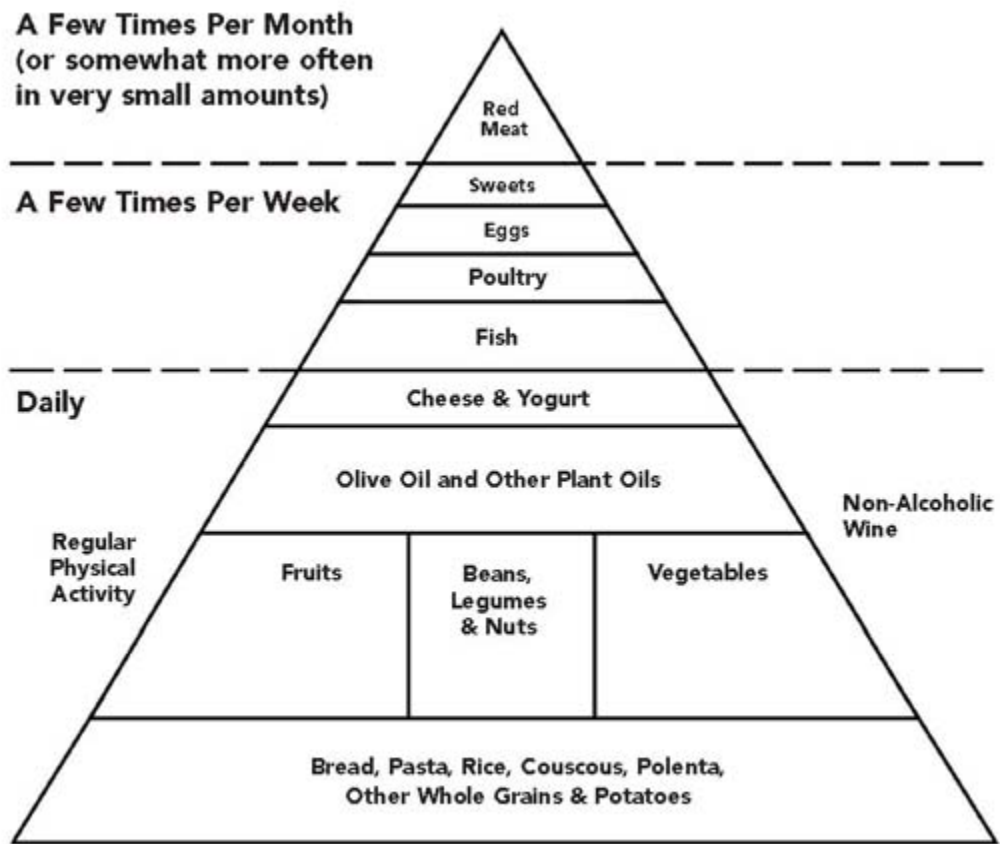 A Few Times Per Month
(or somewhat more often
in very small amounts)
Red
Meat
A Few Times Per Week
Sweets
Eggs
Poultry
Fish
Daily
Cheese & Yogurt
Olive Oil and Other Plant Oils
Non-Alcoholic
Wine
Regular
Physical
Activity
Fruits
Beans,
Legumes
& Nuts
Vegetables
Bread, Pasta, Rice, Couscous, Polenta,
Other Whole Grains & Potatoes